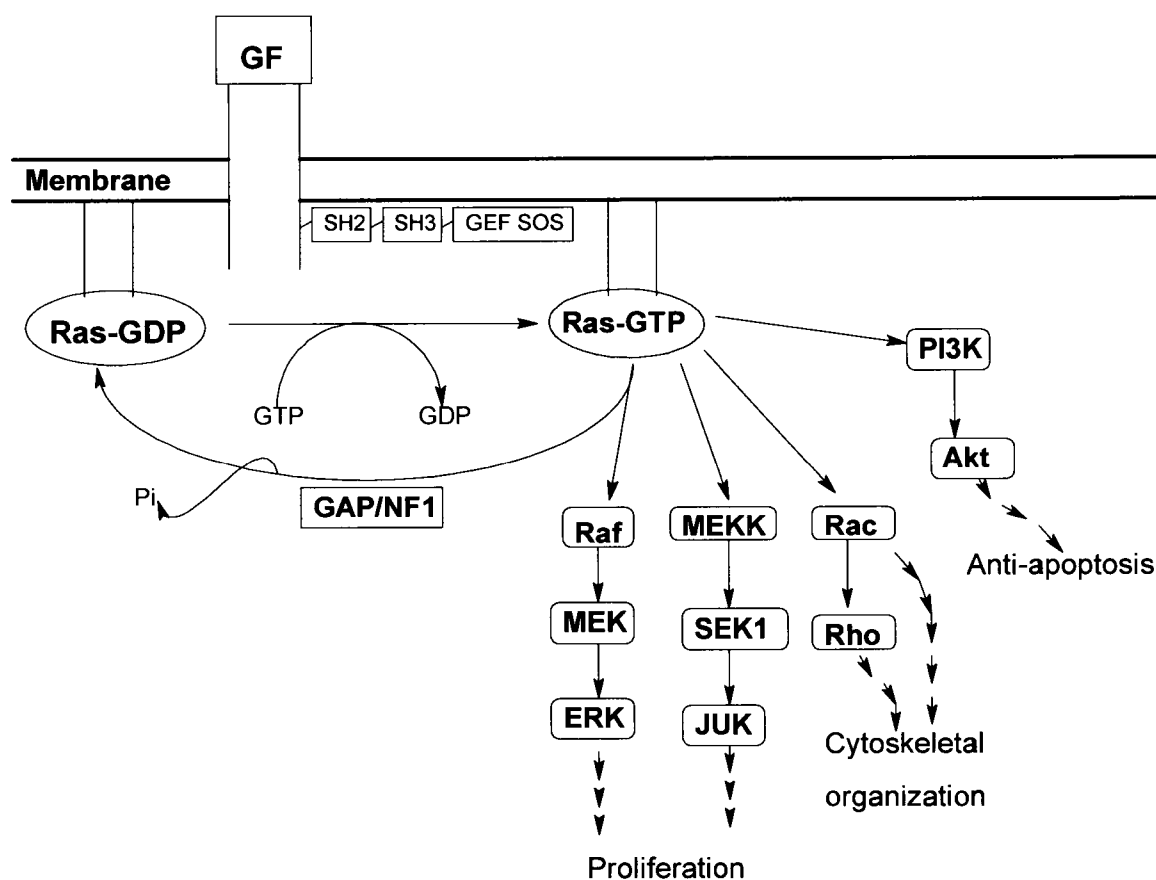 GF
Membrane
SH2 SH3 GEF SOS
Ras-GDP
Ras-GTP
PI3K
GTP
GDP
Akt
Pi
GAP/NF1
Raf
MEKK
Rac
Anti-apoptosis
MEK
SEK1
Rho
ERK
JUK
Cytoskeletal
organization
Proliferation